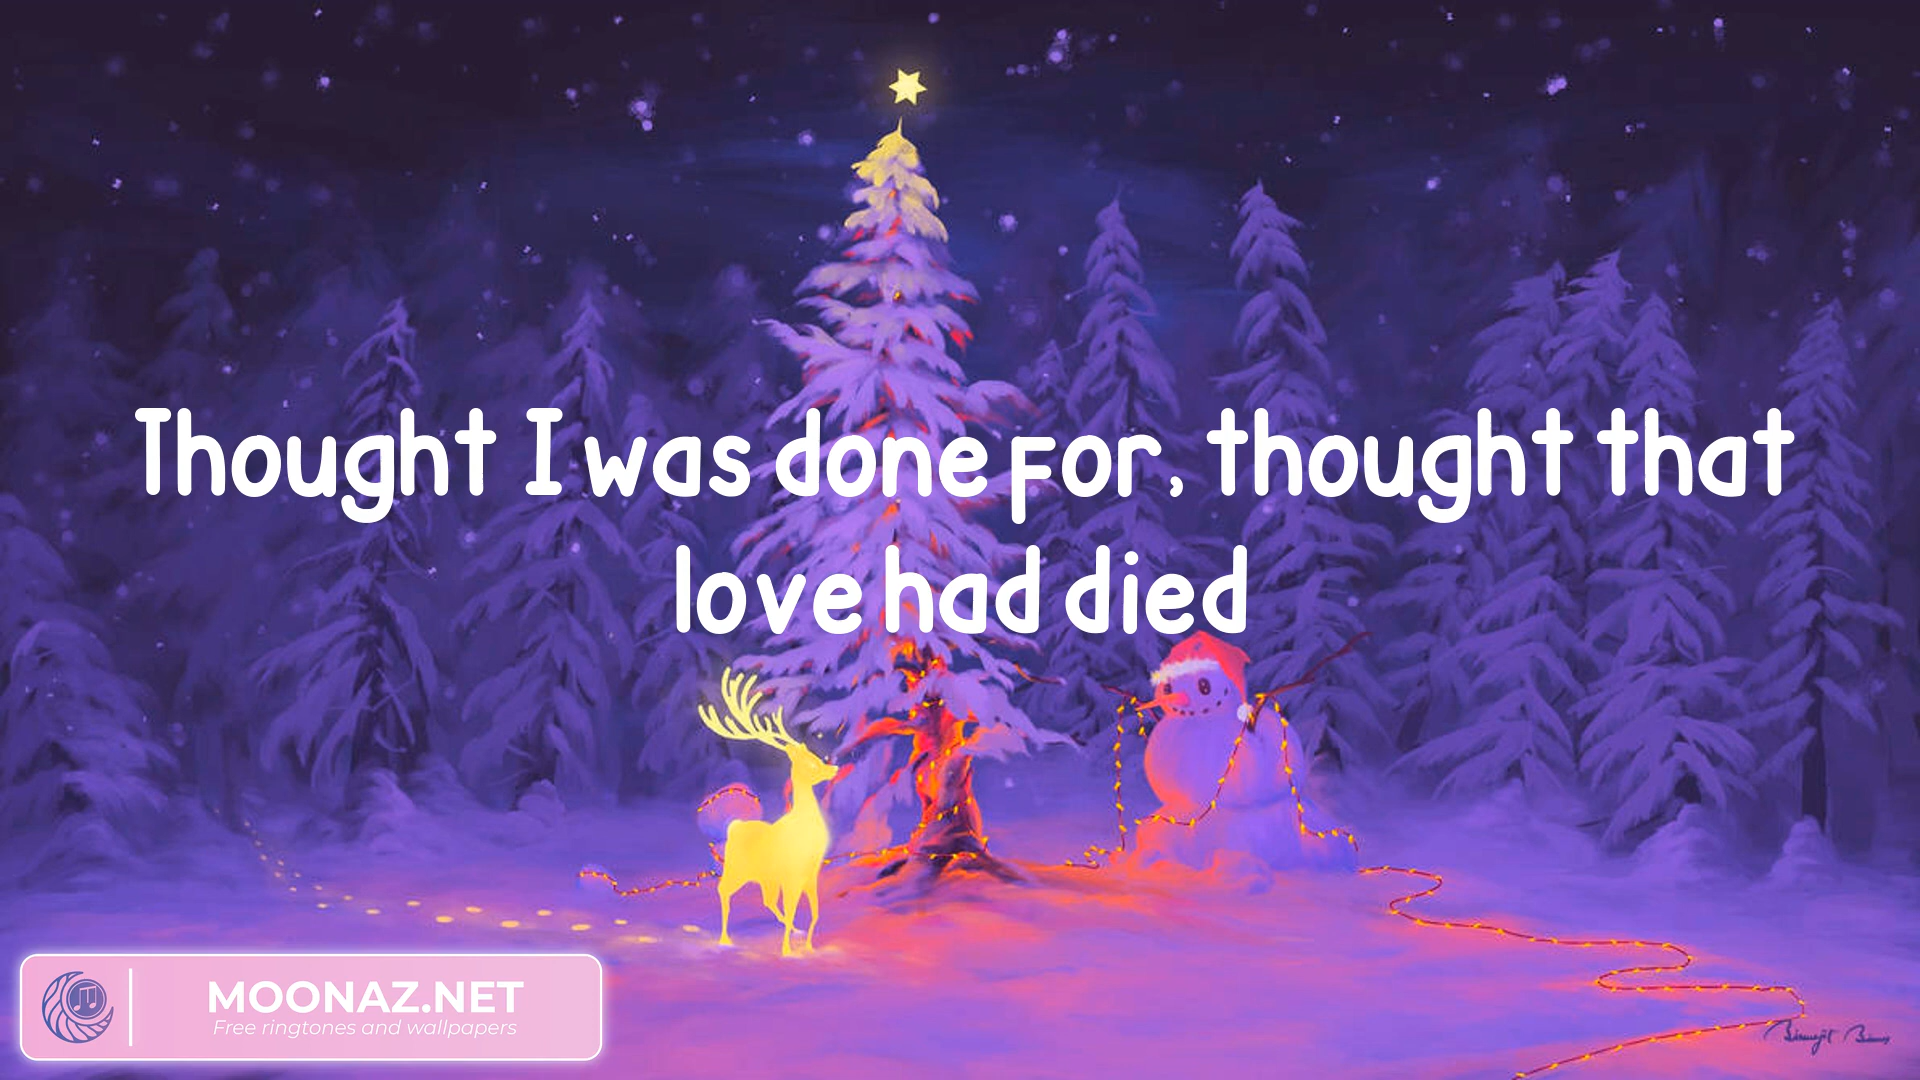 Thought I was done for, thought that
love had died
MOONAZ.NET
Free ringtones and wallpapers